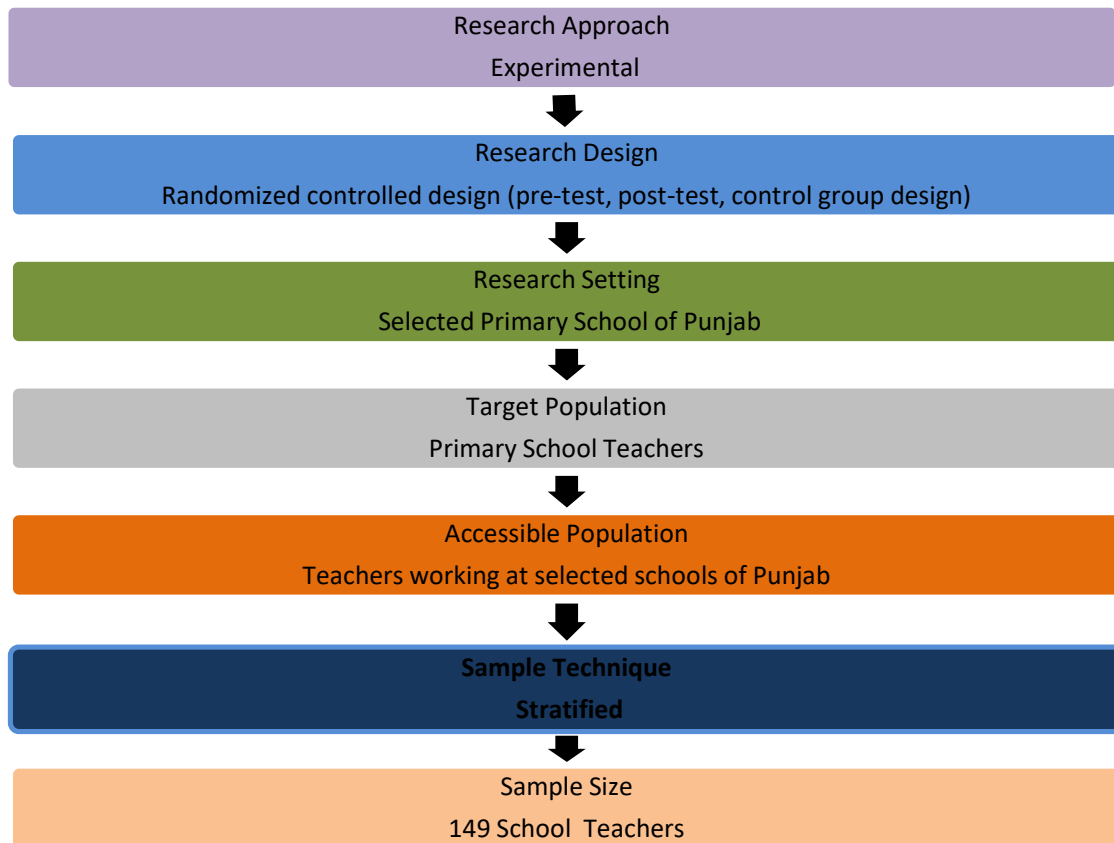 Research Approach
Experimental
Research Design
Randomized controlled design (pre-test, post-test, control group design)
Research Setting
Selected Primary School of Punjab
Target Population
Primary School Teachers
Accessible Population
Teachers working at selected schools of Punjab
Sample Technique
Stratified
Sample Size
149 School  Teachers